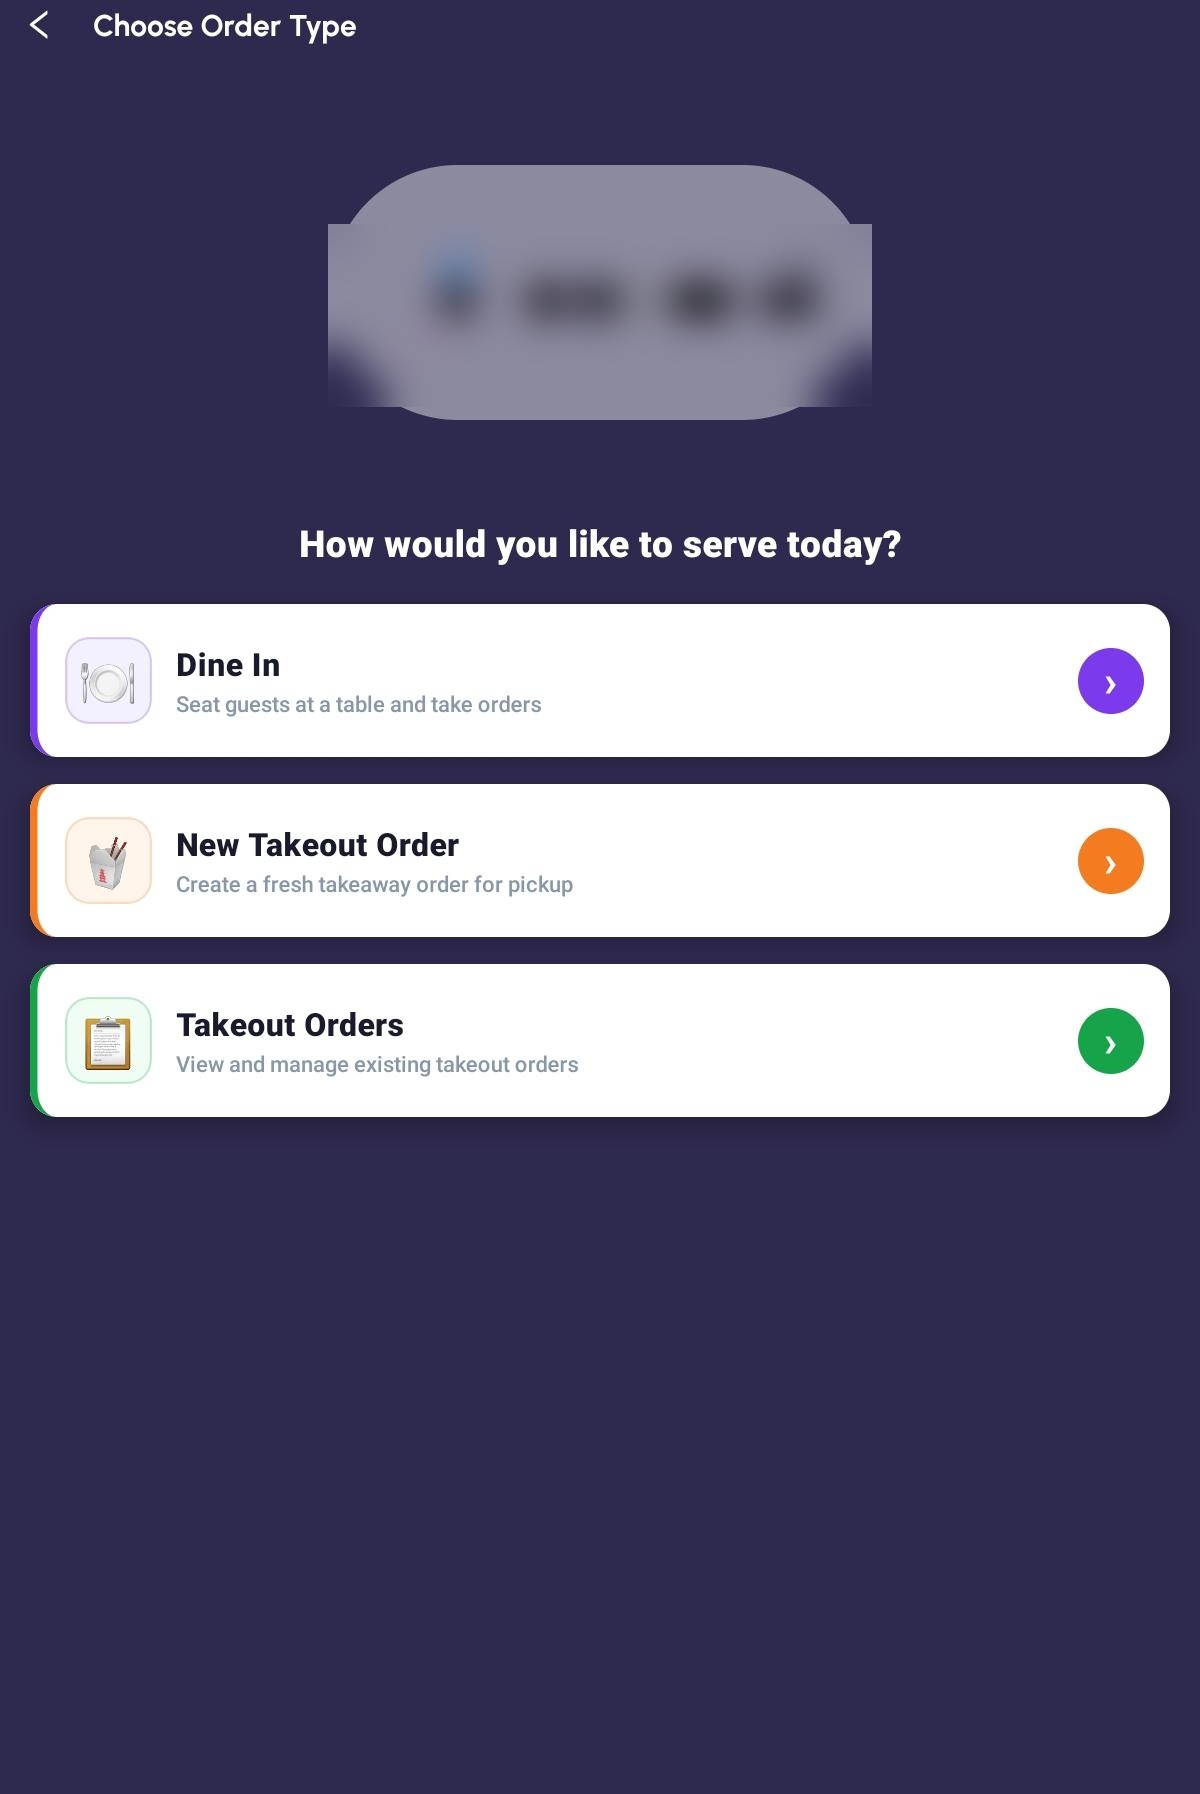 Choose Order Type
How would you like to serve today?
Dine In
Seat guests at a table and take orders
New Takeout Order
Create a fresh takeaway order for pickup
Takeout Orders
View and manage existing takeout orders